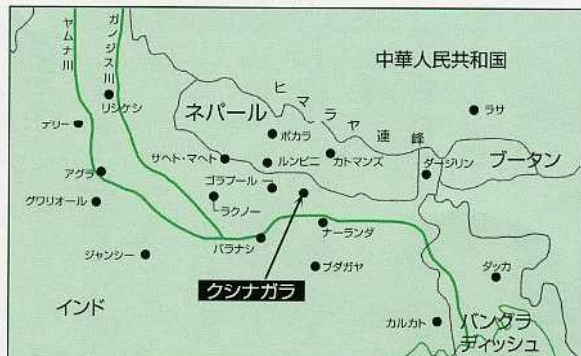 ヤムナ川
ガンジス川
中華人民共和国
リシケシ
デリー
ネパール
ヒマラヤ連峰
ラサ
ポカラ
サヘト・マヘト
ルンビニ
カトマンズ
ダージリン
ブータン
アグラ
ゴラプール
グワリオール
ラクノー
バラナシ
ナーランダ
ジャンシー
ブダガヤ
クシナガラ
ダッカ
インド
カルカト
バングラ
ディッシュ